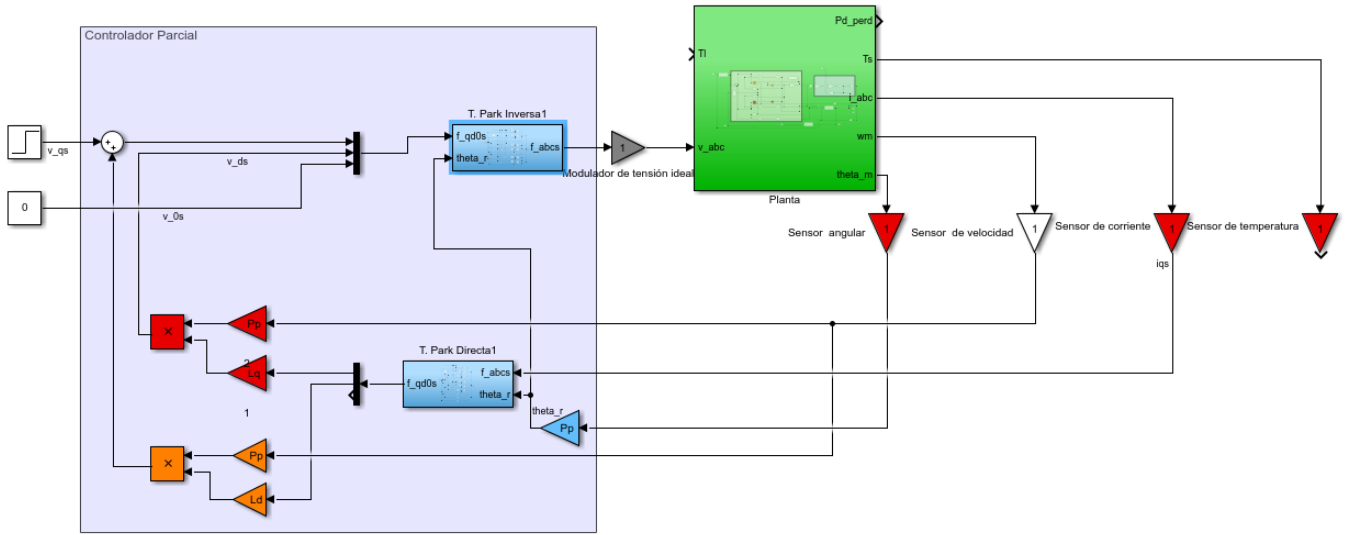 Controlador Parcial
Pd_perd
Tl
Ts
i_abc
wm
theta_m
v_abc
Planta
T. Park Inversa1
f_qd0s
theta_r
f_abcs
1
Modulador de tensión ideal
v_qs
v_ds
0
v_0s
Sensor angular
1
Sensor de velocidad
1
Sensor de corriente
1
Sensor de temperatura
1
iqs
×
Pp
2
Lq
T. Park Directa1
f_qd0s
f_abcs
theta_r
theta_r
1
Pp
×
Pp
Ld